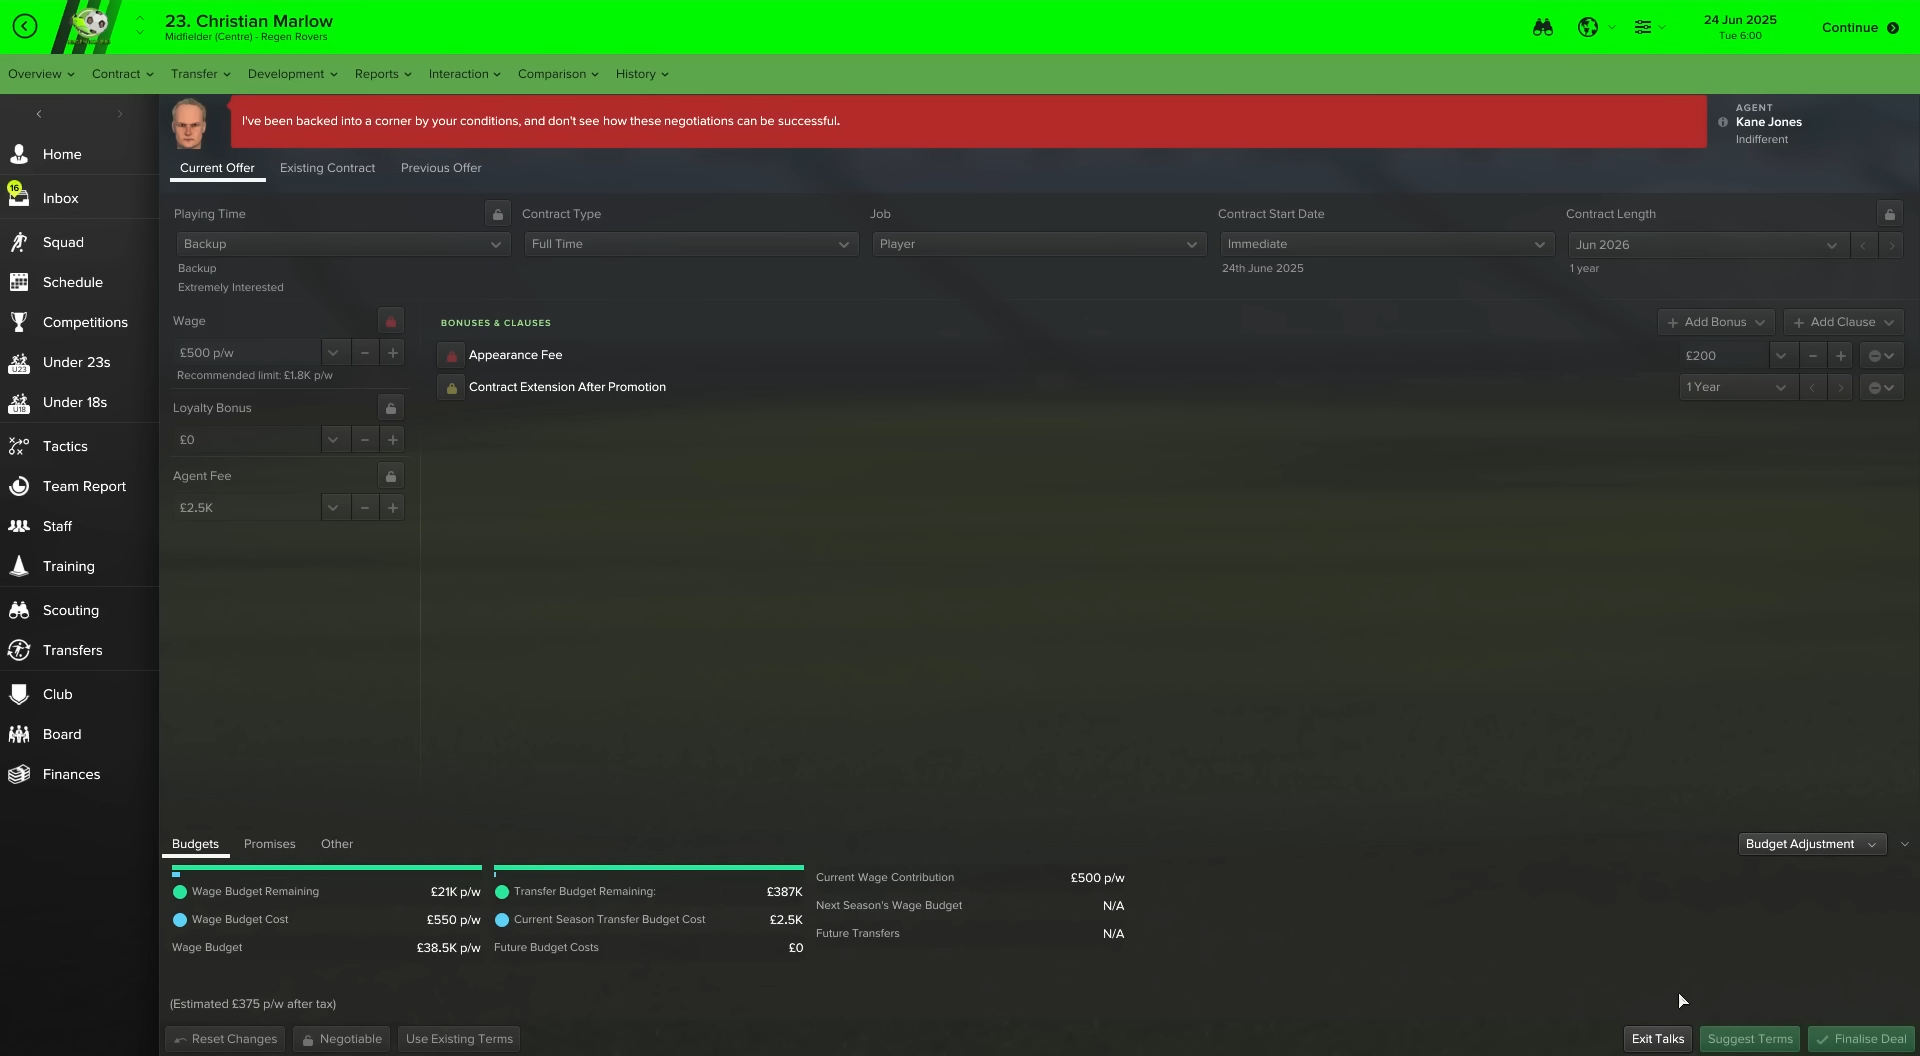 23. Christian Marlow
Midfielder (Centre) - Regen Rovers
24 Jun 2025
Tue 6:00
Continue
Overview
Contract
Transfer
Development
Reports
Interaction
Comparison
History
Home
16
Inbox
Squad
Schedule
Competitions
U23
Under 23s
U18
Under 18s
Tactics
Team Report
Staff
Training
Scouting
Transfers
Club
Board
Finances
I've been backed into a corner by your conditions, and don't see how these negotiations can be successful.
AGENT
Kane Jones
Indifferent
Current Offer
Existing Contract
Previous Offer
Playing Time
Backup
Backup
Extremely Interested
Contract Type
Full Time
Job
Player
Contract Start Date
Immediate
24th June 2025
Contract Length
Jun 2026
1 year
Wage
£500 p/w
Recommended limit: £1.8K p/w
Loyalty Bonus
£0
Agent Fee
£2.5K
BONUSES & CLAUSES
Add Bonus
Add Clause
Appearance Fee
£200
Contract Extension After Promotion
1 Year
Budgets
Promises
Other
Budget Adjustment
Wage Budget Remaining £21K p/w
Wage Budget Cost £550 p/w
Wage Budget £38.5K p/w
Transfer Budget Remaining: £387K
Current Season Transfer Budget Cost £2.5K
Future Budget Costs £0
Current Wage Contribution £500 p/w
Next Season's Wage Budget N/A
Future Transfers N/A
(Estimated £375 p/w after tax)
Reset Changes
Negotiable
Use Existing Terms
Exit Talks
Suggest Terms
Finalise Deal